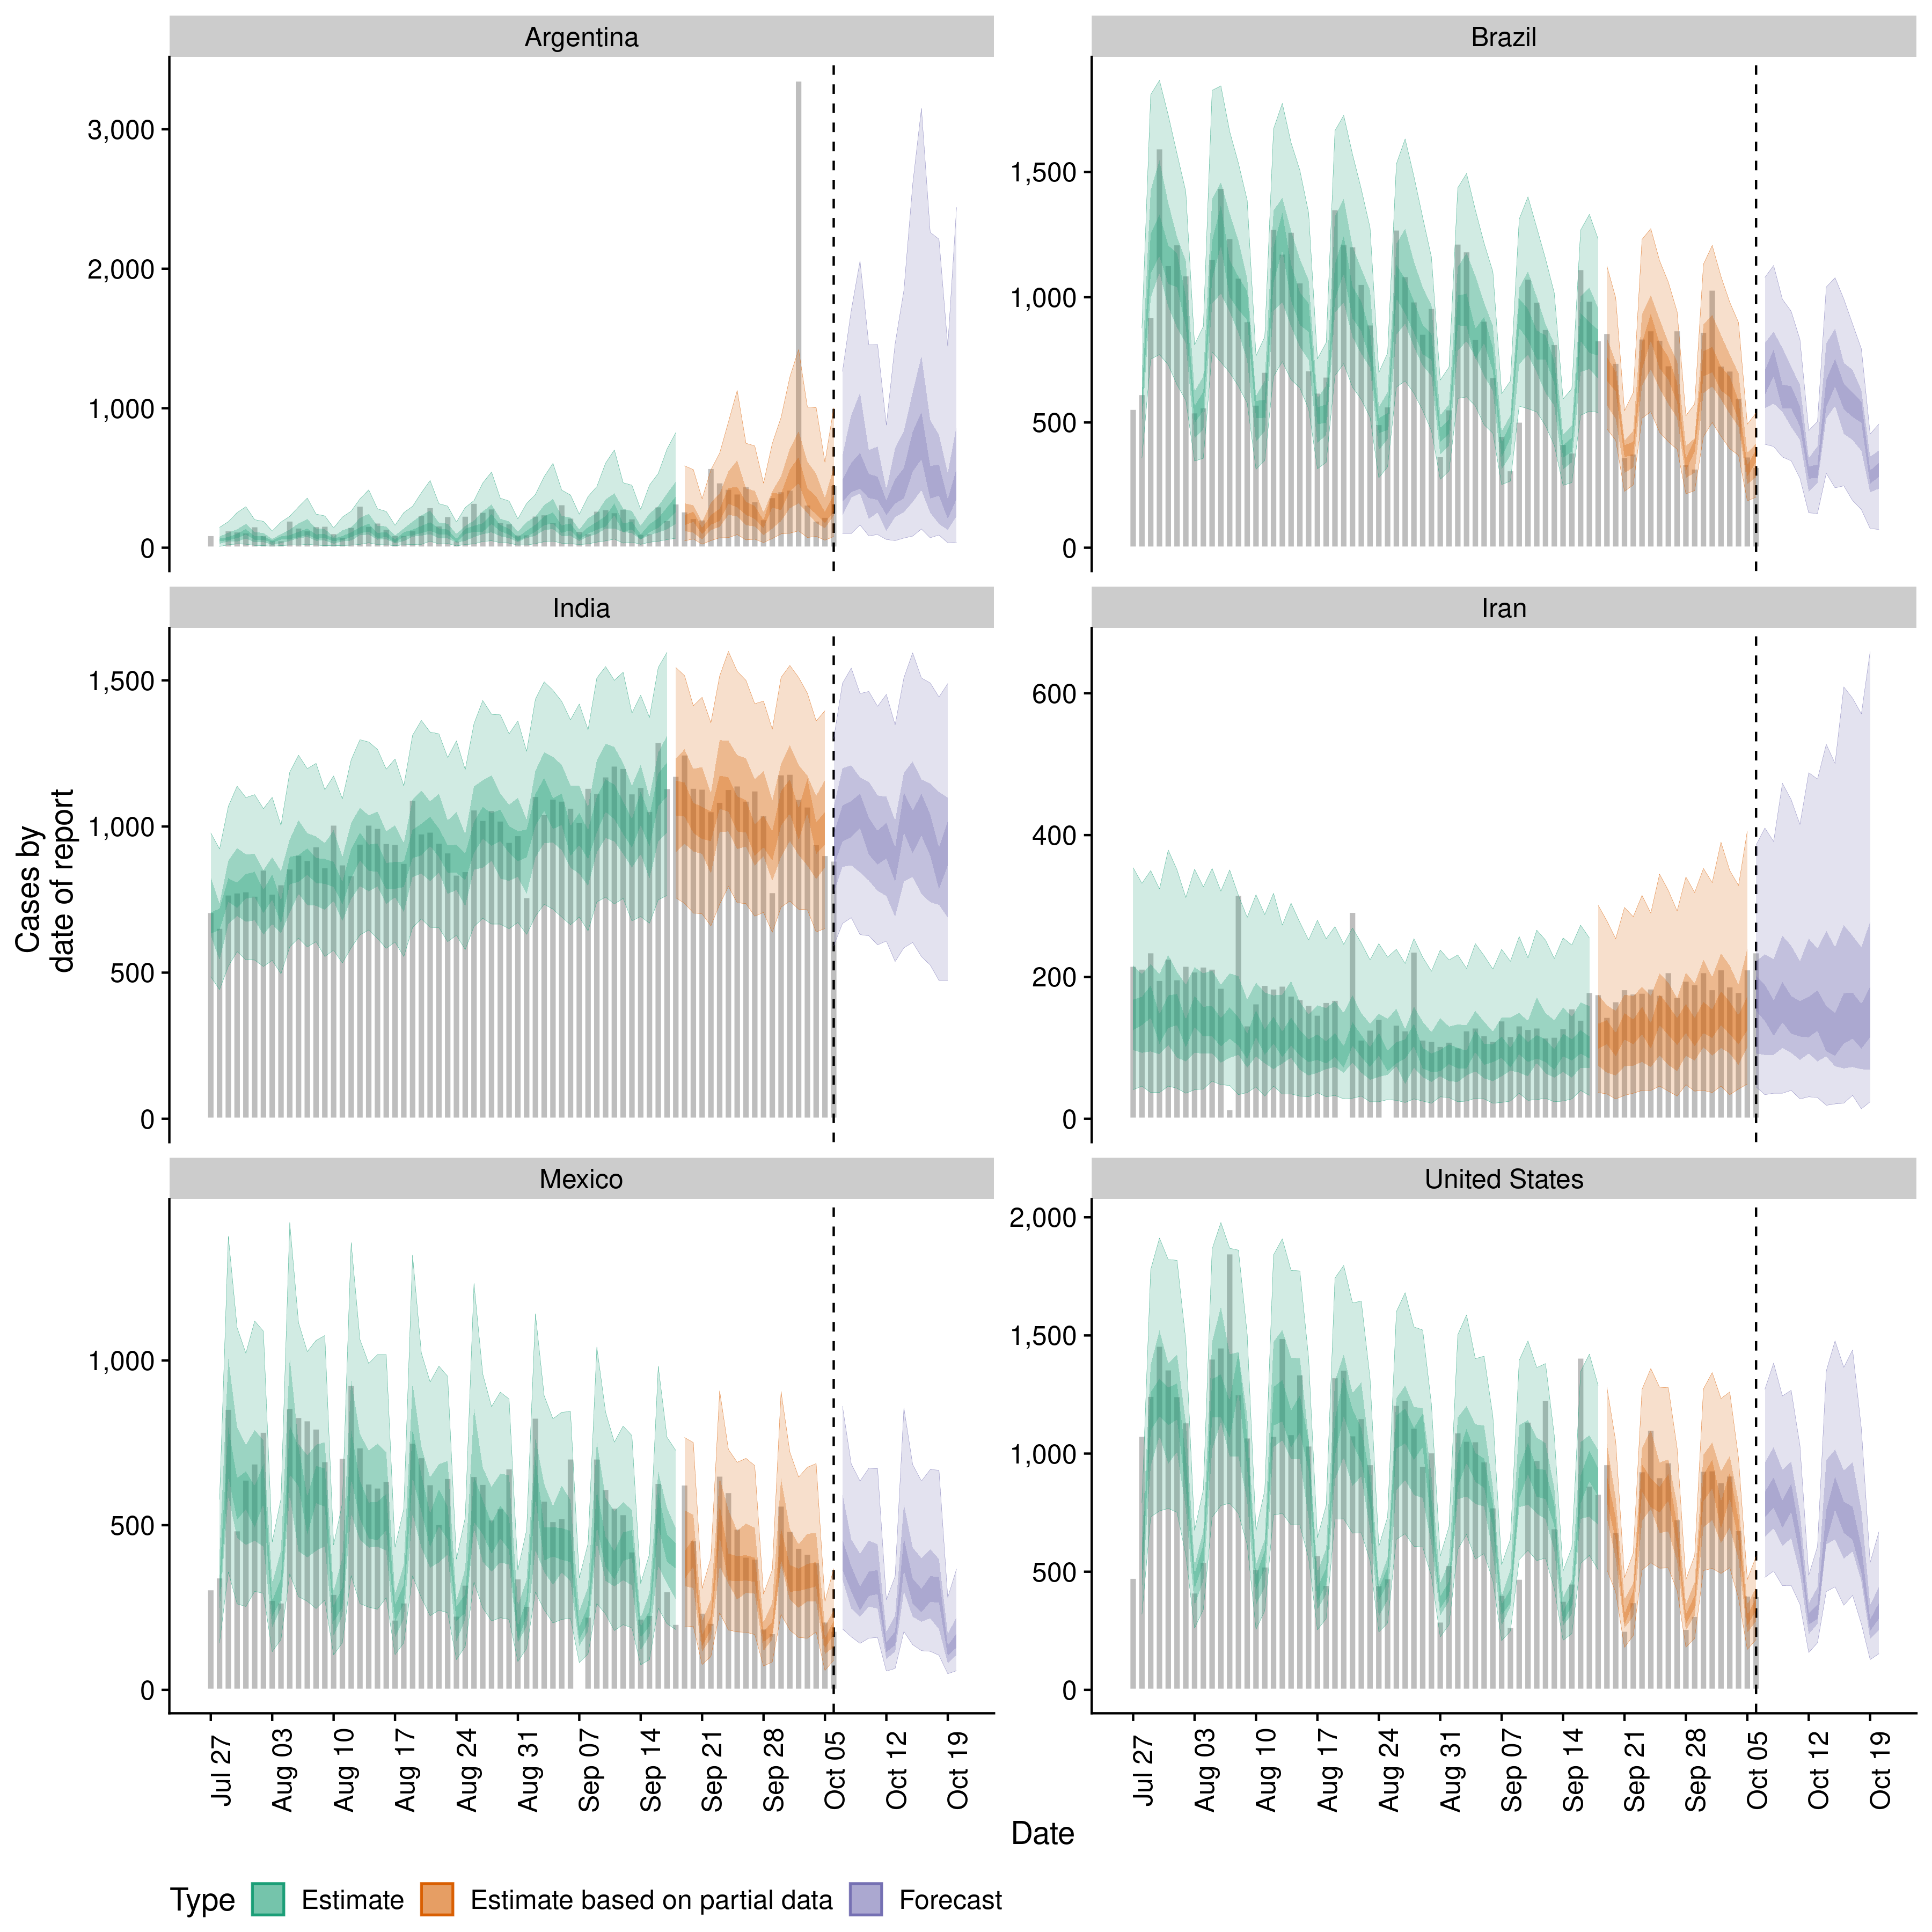 Argentina
Brazil
3,000
2,000
1,000
0
1,500
1,000
500
0
India
Iran
1,500
1,000
500
0
600
400
200
0
Cases by
date of report
Mexico
United States
1,000
500
0
2,000
1,500
1,000
500
0
Jul 27
Aug 03
Aug 10
Aug 17
Aug 24
Aug 31
Sep 07
Sep 14
Sep 21
Sep 28
Oct 05
Oct 12
Oct 19
Jul 27
Aug 03
Aug 10
Aug 17
Aug 24
Aug 31
Sep 07
Sep 14
Sep 21
Sep 28
Oct 05
Oct 12
Oct 19
Date
Type Estimate Estimate based on partial data Forecast